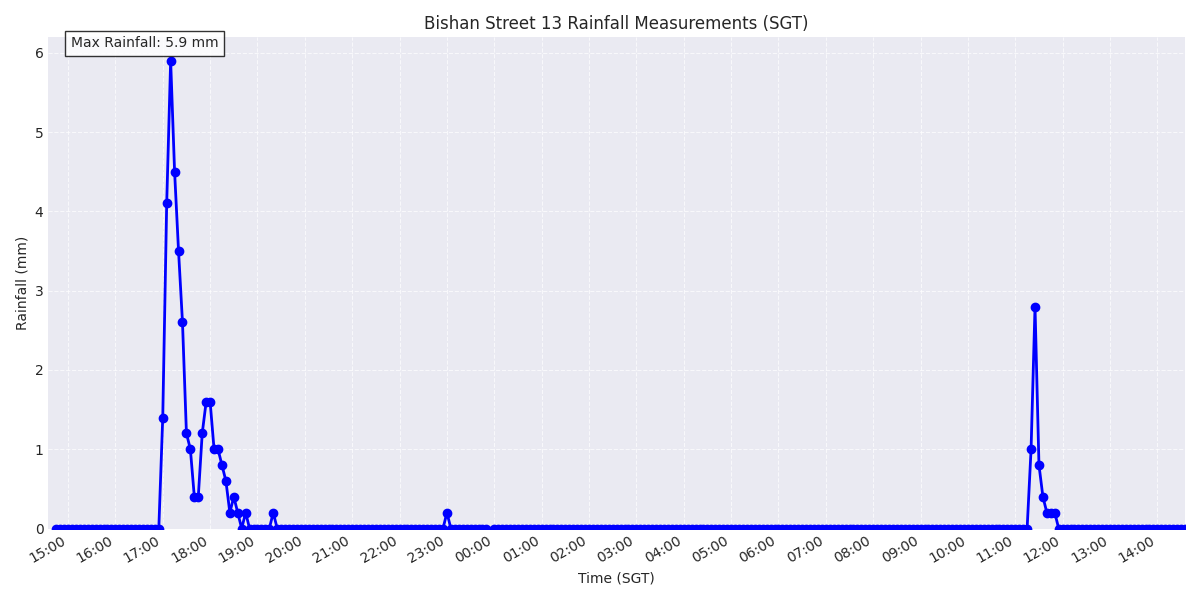 Bishan Street 13 Rainfall Measurements (SGT)
Max Rainfall: 5.9 mm
Rainfall (mm)
6
5
4
3
2
1
0
15:00 16:00 17:00 18:00 19:00 20:00 21:00 22:00 23:00 00:00 01:00 02:00 03:00 04:00 05:00 06:00 07:00 08:00 09:00 10:00 11:00 12:00 13:00 14:00
Time (SGT)